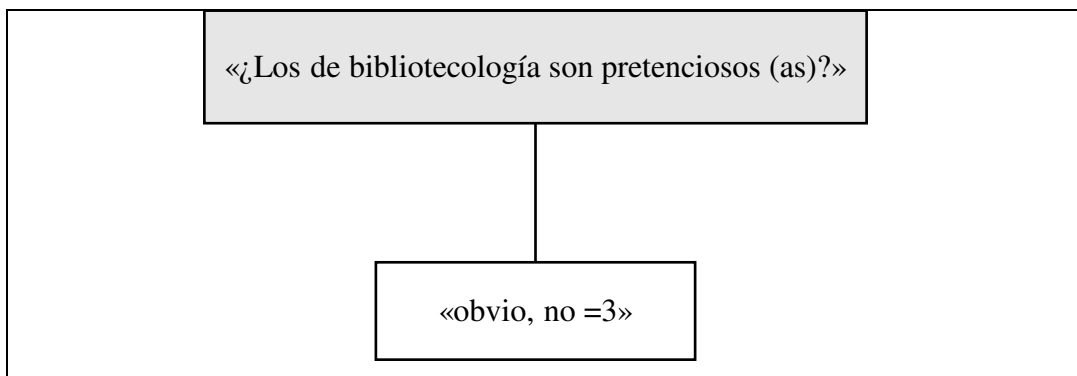 «¿Los de bibliotecología son pretenciosos (as)?»
«obvio, no =3»